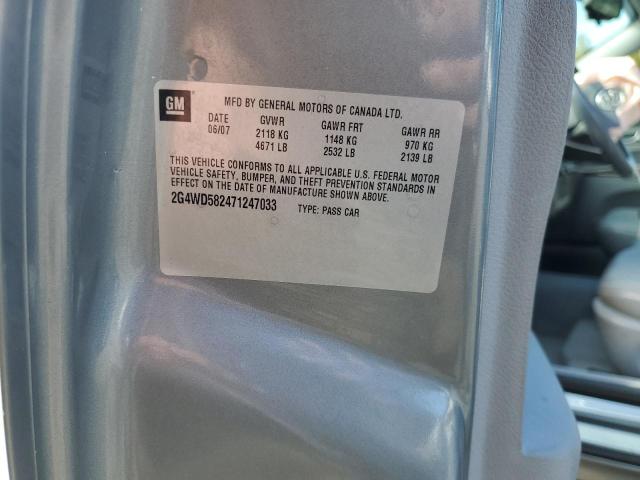 GM
MFD BY GENERAL MOTORS OF CANADA LTD.
DATE GVWR GAWR FRT GAWR RR
06/07 2118 KG 1148 KG 970 KG
4671 LB 2532 LB 2139 LB
THIS VEHICLE CONFORMS TO ALL APPLICABLE U.S. FEDERAL MOTOR
VEHICLE SAFETY, BUMPER, AND THEFT PREVENTION STANDARDS IN
EFFECT ON THE DATE OF MANUFACTURE SHOWN ABOVE.
2G4WD582471247033 TYPE: PASS CAR